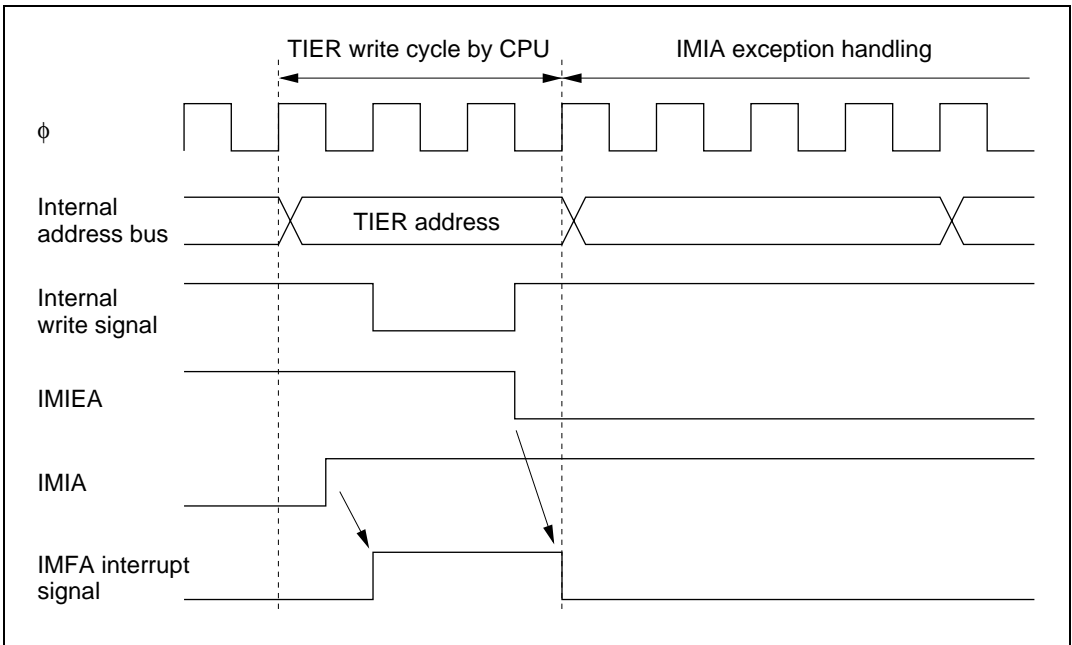 TIER write cycle by CPU
IMIA exception handling
φ
Internal
address bus
TIER address
Internal
write signal
IMIEA
IMIA
IMFA interrupt
signal